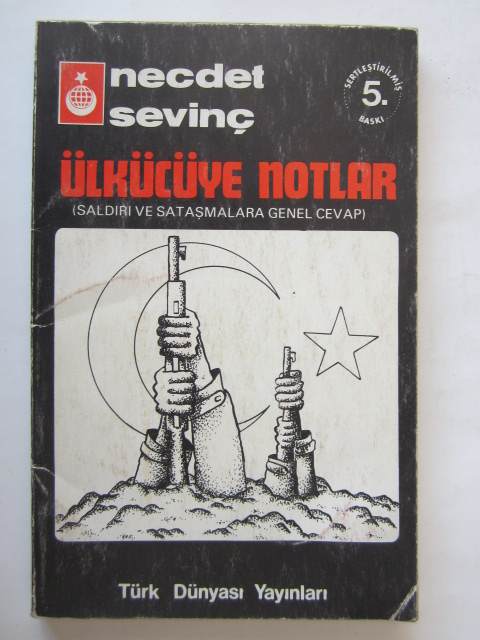 necdet
sevinç
SERTLEŞTİRİLMİŞ
5.
BASKI
ÜLKÜCÜYE NOTLAR
(SALDIRI VE SATAŞMALARA GENEL CEVAP)
Türk Dünyası Yayınları